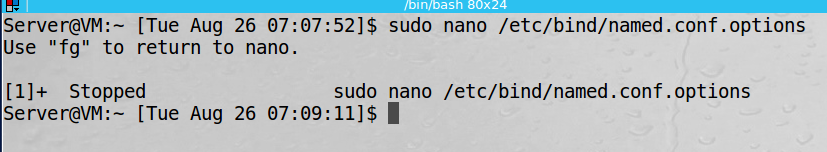 /bin/bash 80x24
Server@VM:~ [Tue Aug 26 07:07:52]$ sudo nano /etc/bind/named.conf.options
Use "fg" to return to nano.
[1]+  Stopped                 sudo nano /etc/bind/named.conf.options
Server@VM:~ [Tue Aug 26 07:09:11]$